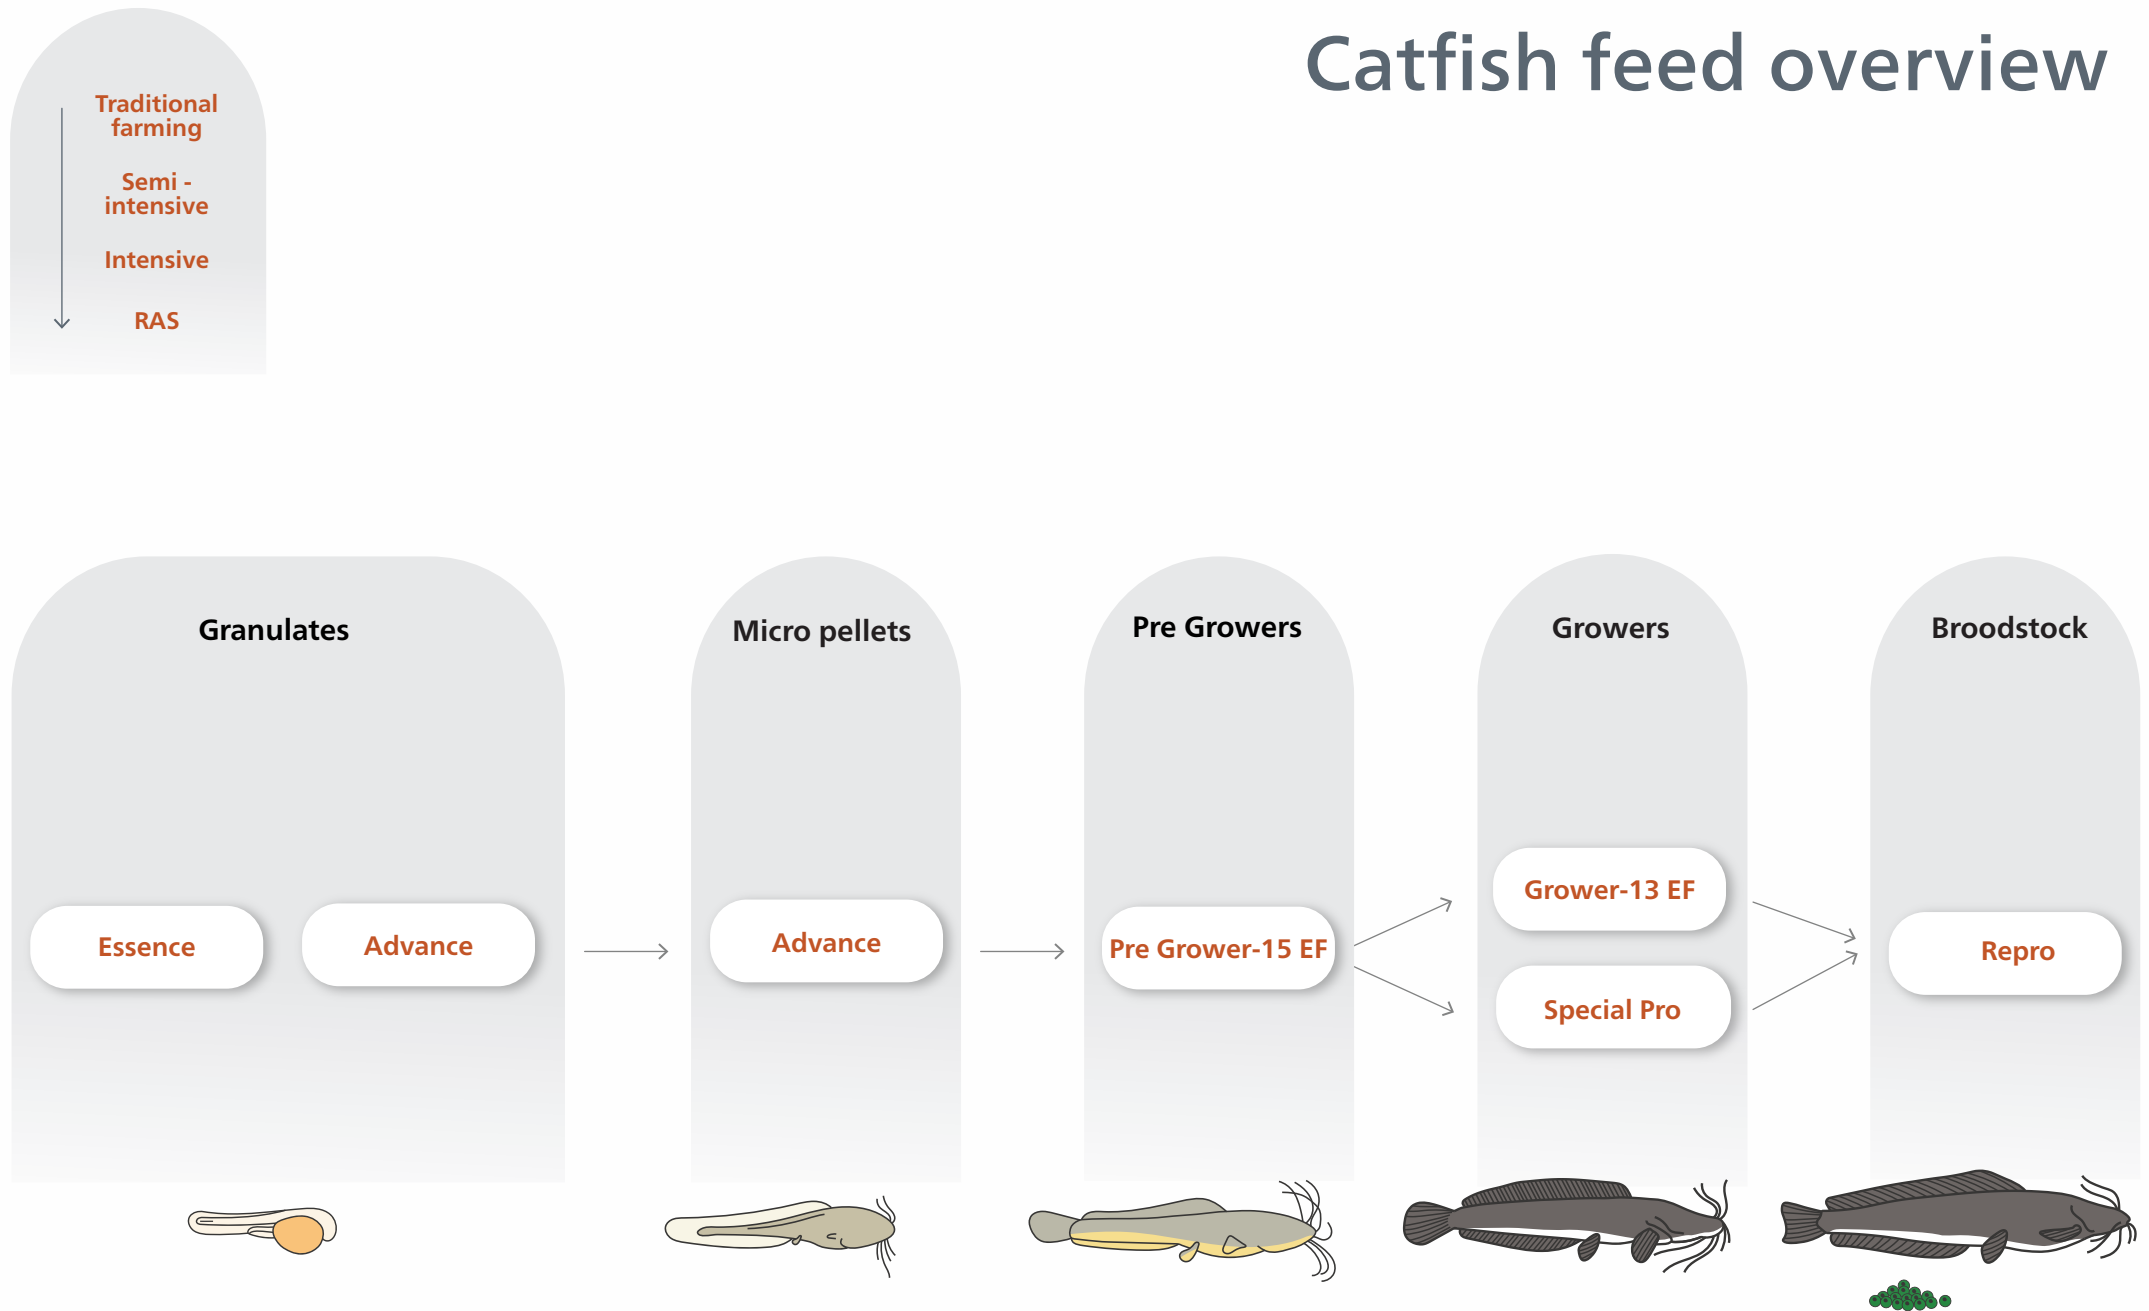 Catfish feed overview
Traditional
farming
Semi -
intensive
Intensive
RAS
Granulates
Micro pellets
Pre Growers
Growers
Broodstock
Essence
Advance
Advance
Pre Grower-15 EF
Grower-13 EF
Special Pro
Repro